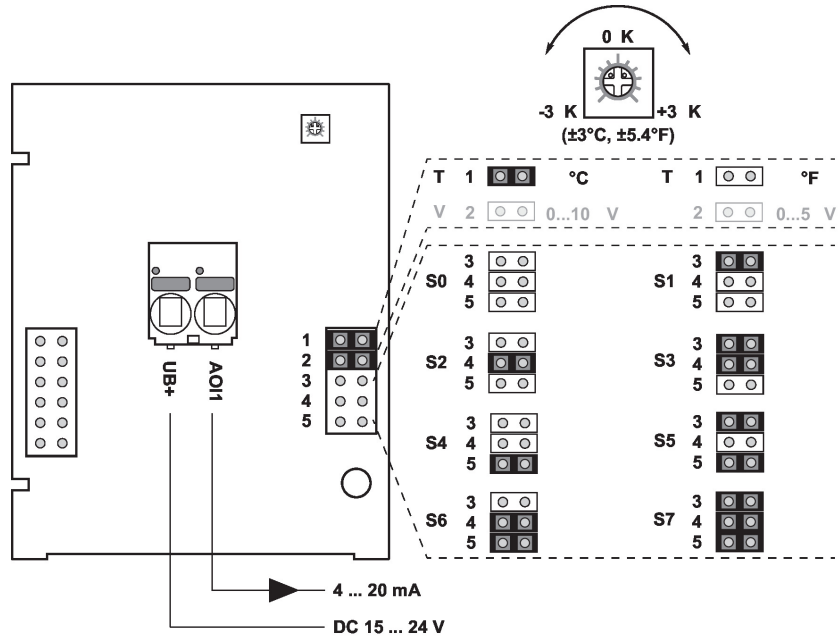 0 K
-3 K +3 K
(±3°C, ±5.4°F)
T 1 °C T 1 °F
V 2 0...10 V 2 0...5 V
S0 3 4 5 S1 3 4 5
S2 3 4 5 S3 3 4 5
S4 3 4 5 S5 3 4 5
S6 3 4 5 S7 3 4 5
1
2
3
4
5
UB+
AOI1
4 ... 20 mA
DC 15 ... 24 V